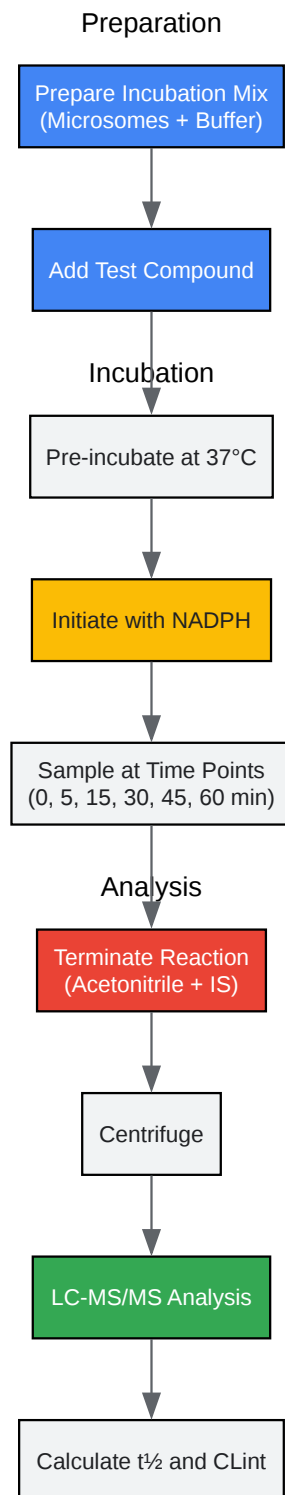 Preparation
Prepare Incubation Mix
(Microsomes + Buffer)
Add Test Compound
Incubation
Pre-incubate at 37°C
Initiate with NADPH
Sample at Time Points
(0, 5, 15, 30, 45, 60 min)
Analysis
Terminate Reaction
(Acetonitrile + IS)
Centrifuge
LC-MS/MS Analysis
Calculate t½ and CLint